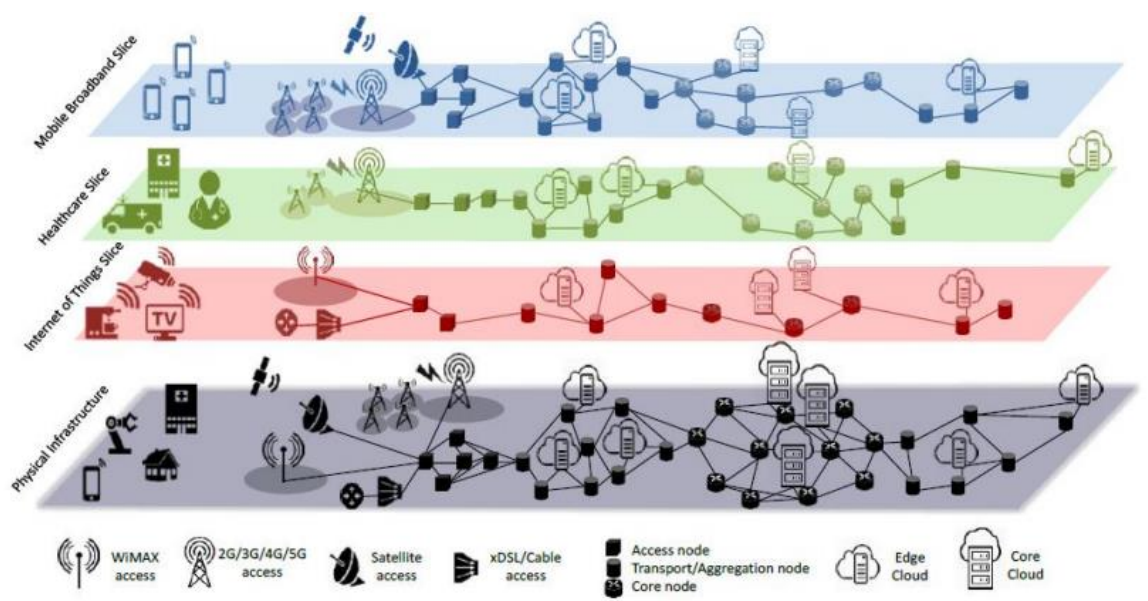 Mobile Broadband Slice
Healthcare Slice
Internet of Things Slice
TV
Physical Infrastructure
WiMAX
access
2G/3G/4G/5G
access
Satellite
access
xDSL/Cable
access
Access node
Transport/Aggregation node
Core node
Edge
Cloud
Core
Cloud